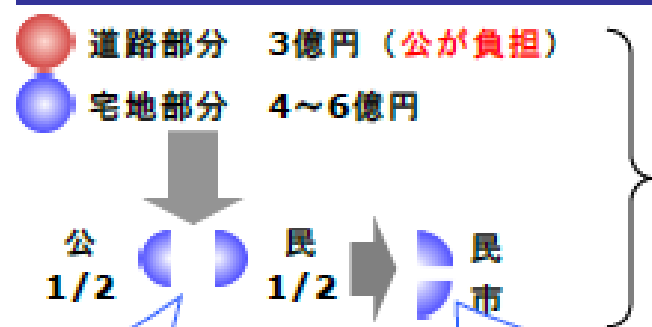 道路部分 3億円（公が負担）
宅地部分 4～6億円
公 1/2
民 1/2
民
市